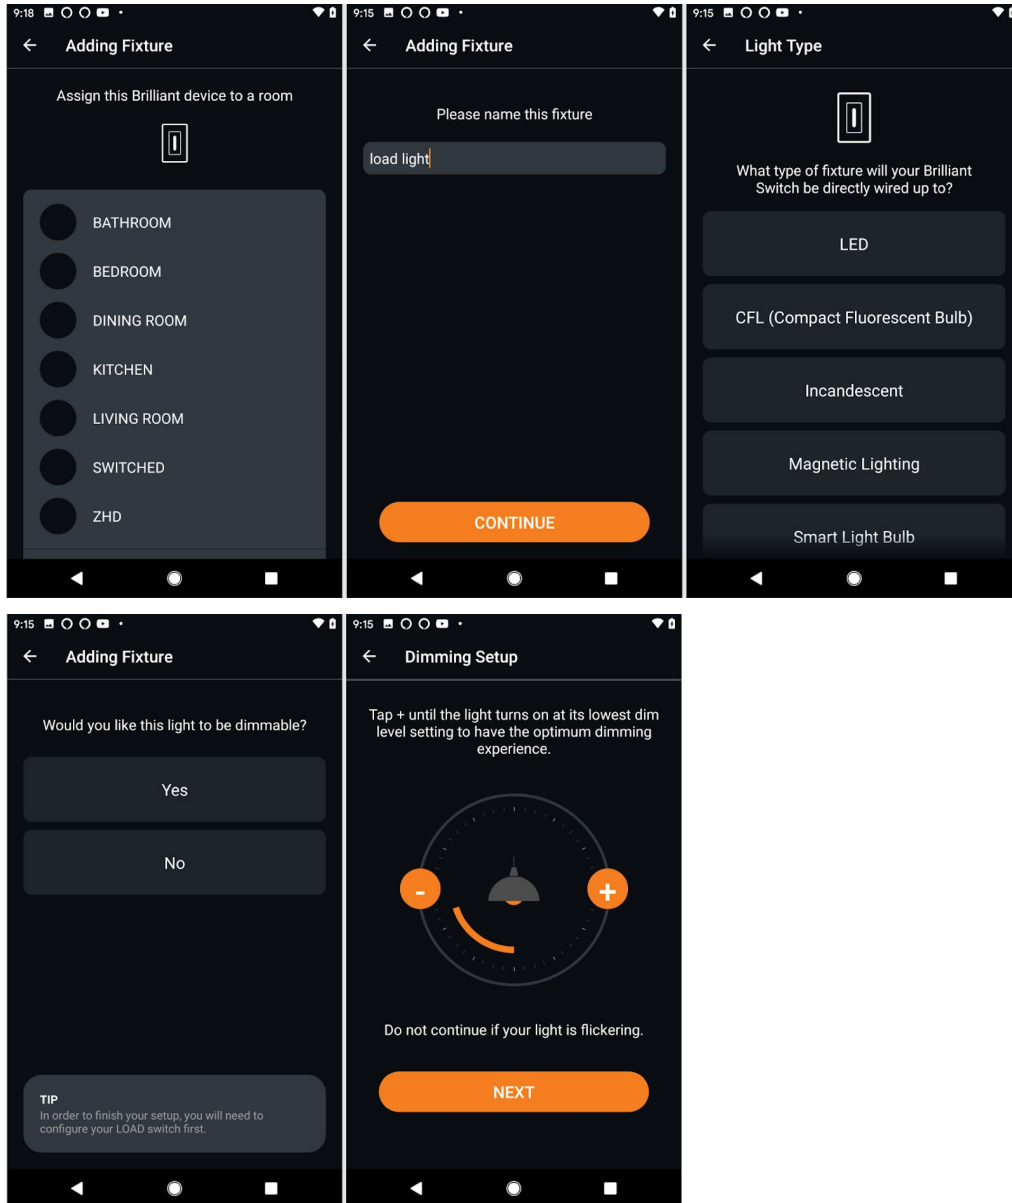 9:18
Adding Fixture
Assign this Brilliant device to a room
BATHROOM
BEDROOM
DINING ROOM
KITCHEN
LIVING ROOM
SWITCHED
ZHD
9:15
Adding Fixture
Please name this fixture
load light
CONTINUE
9:15
Light Type
What type of fixture will your Brilliant
Switch be directly wired up to?
LED
CFL (Compact Fluorescent Bulb)
Incandescent
Magnetic Lighting
Smart Light Bulb
9:15
Adding Fixture
Would you like this light to be dimmable?
Yes
No
TIP
In order to finish your setup, you will need to
configure your LOAD switch first.
9:15
Dimming Setup
Tap + until the light turns on at its lowest dim
level setting to have the optimum dimming
experience.
- +
Do not continue if your light is flickering.
NEXT